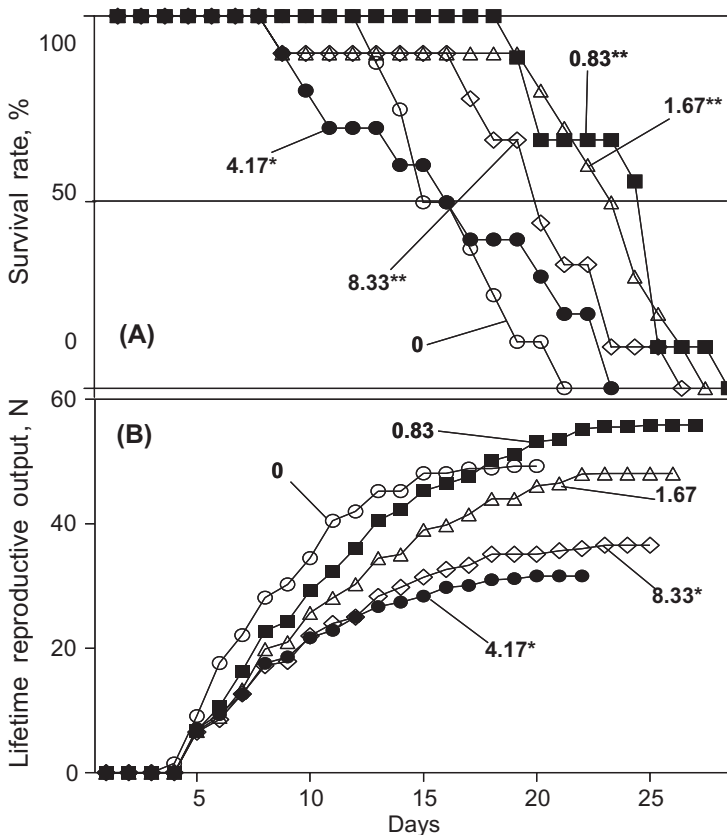 Survival rate, %
100
50
0
0.83**
1.67**
4.17*
8.33**
0
(A)
Lifetime reproductive output, N
60
40
20
0
(B)
0
0.83
1.67
8.33*
4.17*
5 10 15 20 25
Days